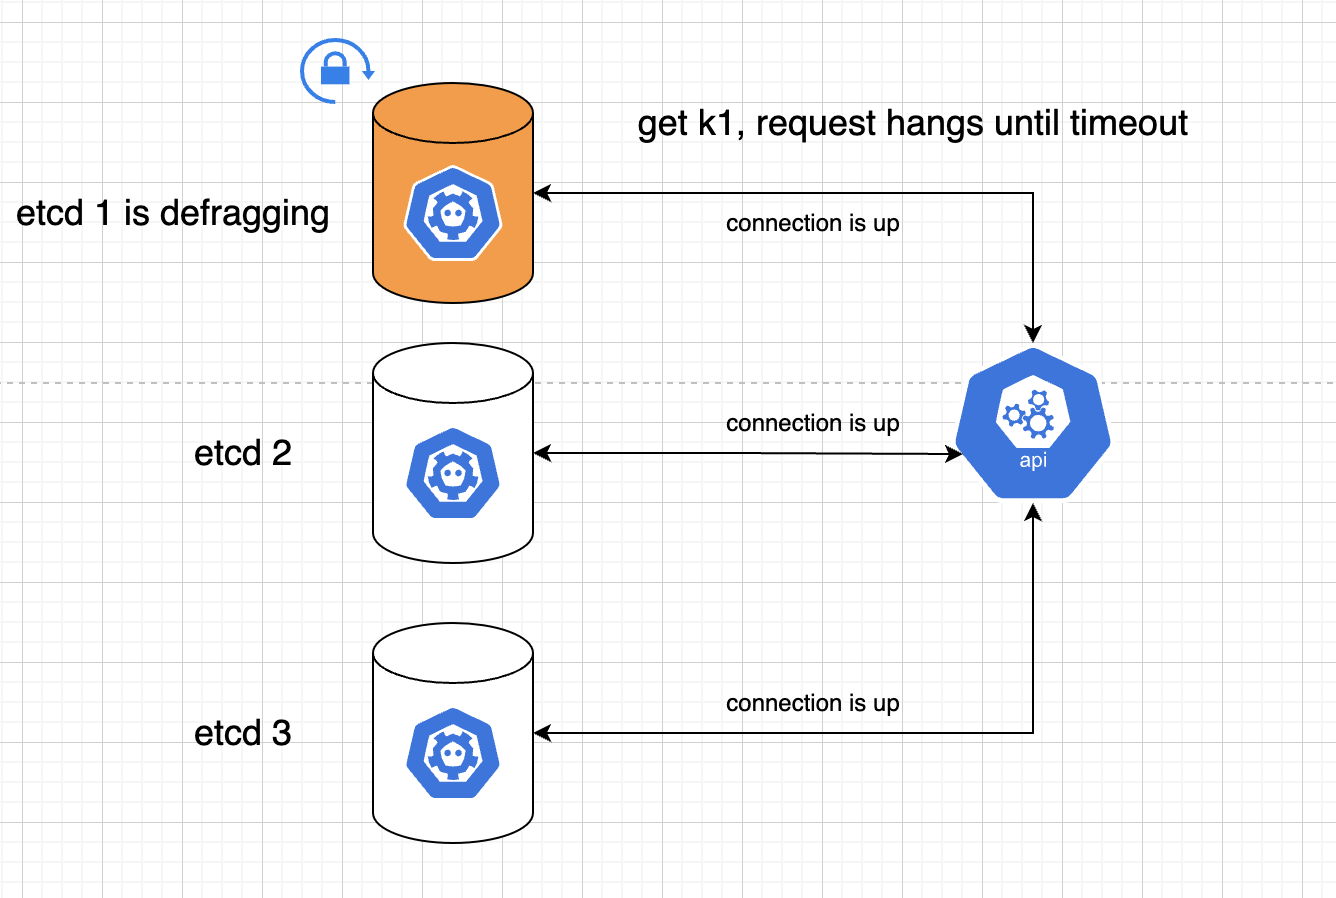 get k1, request hangs until timeout
etcd 1 is defragging
connection is up
connection is up
etcd 2
api
connection is up
etcd 3